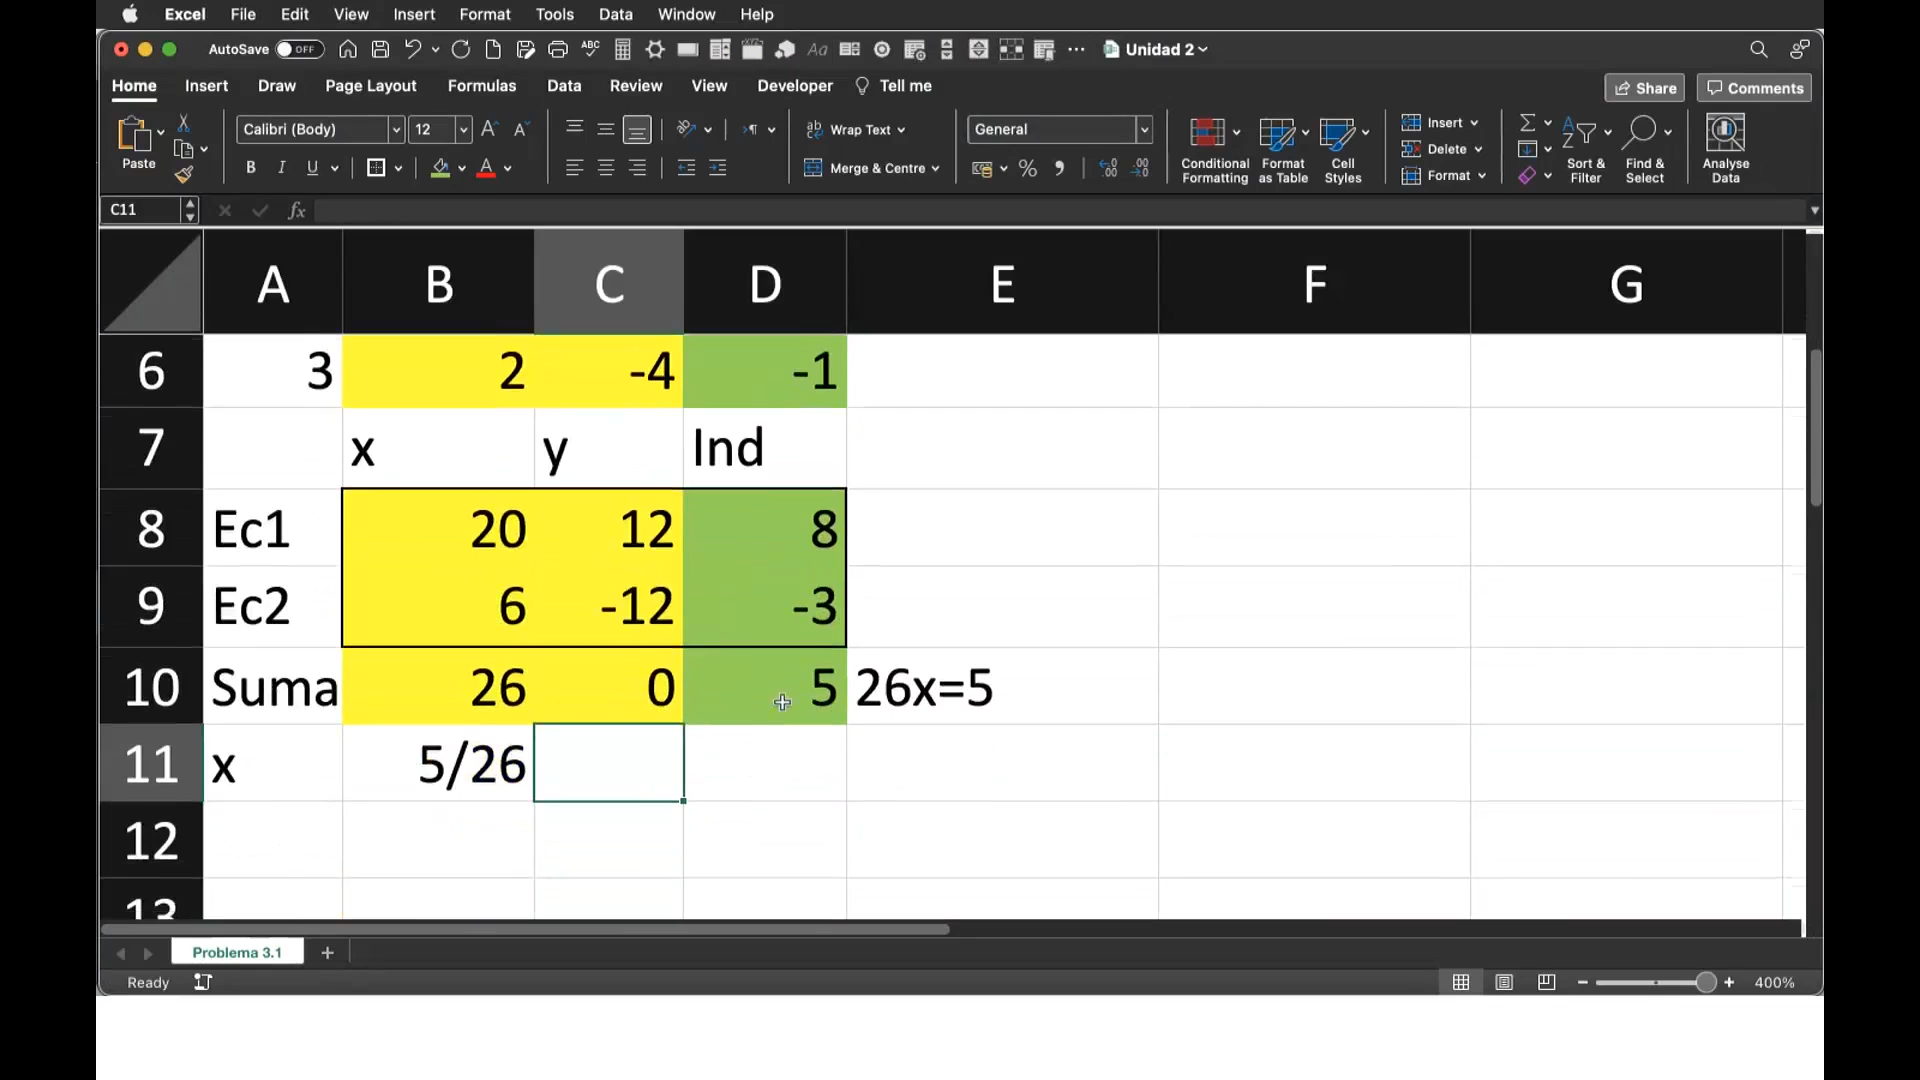 Excel File Edit View Insert Format Tools Data Window Help
AutoSave OFF ABC Aa Unidad 2
Home Insert Draw Page Layout Formulas Data Review View Developer Tell me Share Comments
Paste Calibri (Body) 12 A A ab Wrap Text General Conditional Formatting Format as Table Cell Styles Insert Σ Sort & Filter Find & Select Analyse Data
B I U A Merge & Centre % , Delete
Format
C11 fx
A B C D E F G
6 3 2 -4 -1
7 x y Ind
8 Ec1 20 12 8
9 Ec2 6 -12 -3
10 Suma 26 0 5 26x=5
11 x 5/26
12
13
Problema 3.1 +
Ready 400%